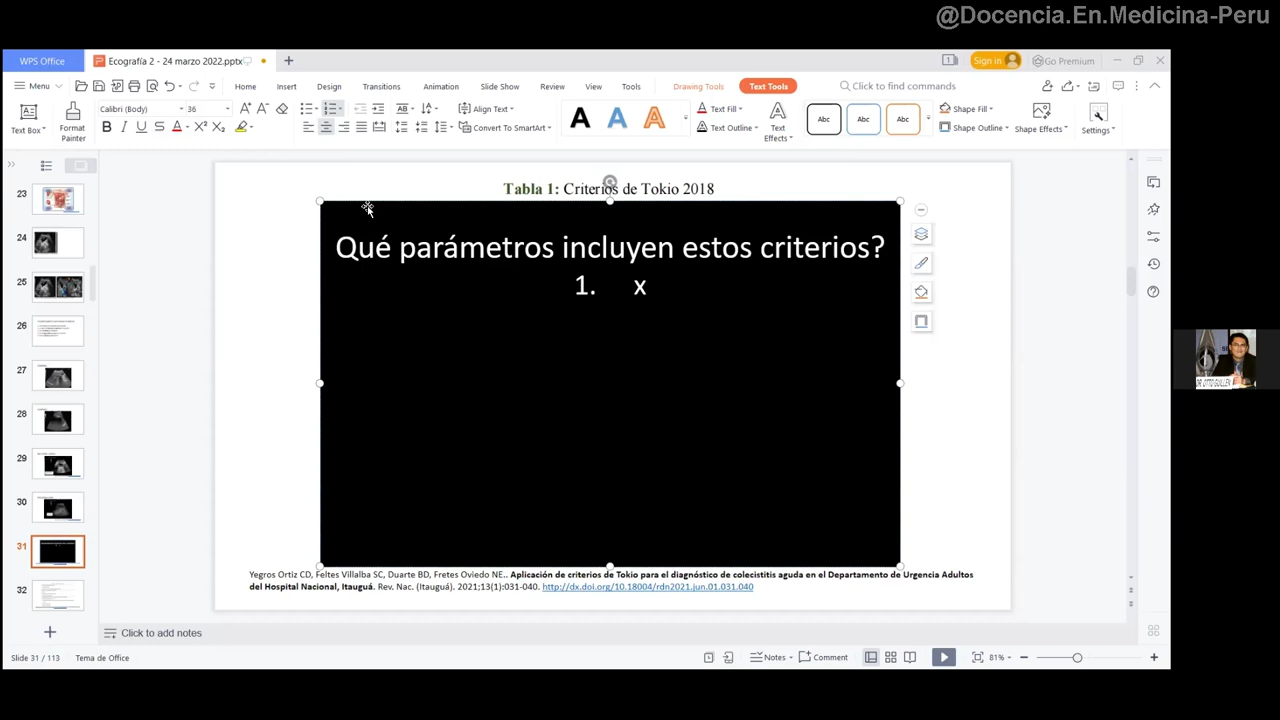 @Docencia.En.Medicina-Peru
WPS Office
Ecografía 2 - 24 marzo 2022.pptx
Sign in
Go Premium
Menu
Home
Insert
Design
Transitions
Animation
Slide Show
Review
View
Tools
Drawing Tools
Text Tools
Click to find commands
Text Box
Format Painter
Calibri (Body)
36
Align Text
Convert To SmartArt
Text Fill
Text Outline
Text Effects
Abc
Abc
Abc
Shape Fill
Shape Outline
Shape Effects
Settings
23
24
25
26
27
28
29
30
31
32
Tabla 1: Criterios de Tokio 2018
Qué parámetros incluyen estos criterios?
1. x
Yegros Ortiz CD, Feltes Villalba SC, Duarte BD, Fretes Oviedo NE.. Aplicación de criterios de Tokio para el diagnóstico de colecistitis aguda en el Departamento de Urgencia Adultos
del Hospital Nacional, Itauguá. Rev. Nac. (Itauguá). 2021;13(1):031-040. http://dx.doi.org/10.18004/rdn2021.jun.01.031.040
Click to add notes
Slide 31 / 113
Tema de Office
Notes
Comment
81%
DR. OTTO GUILLEN